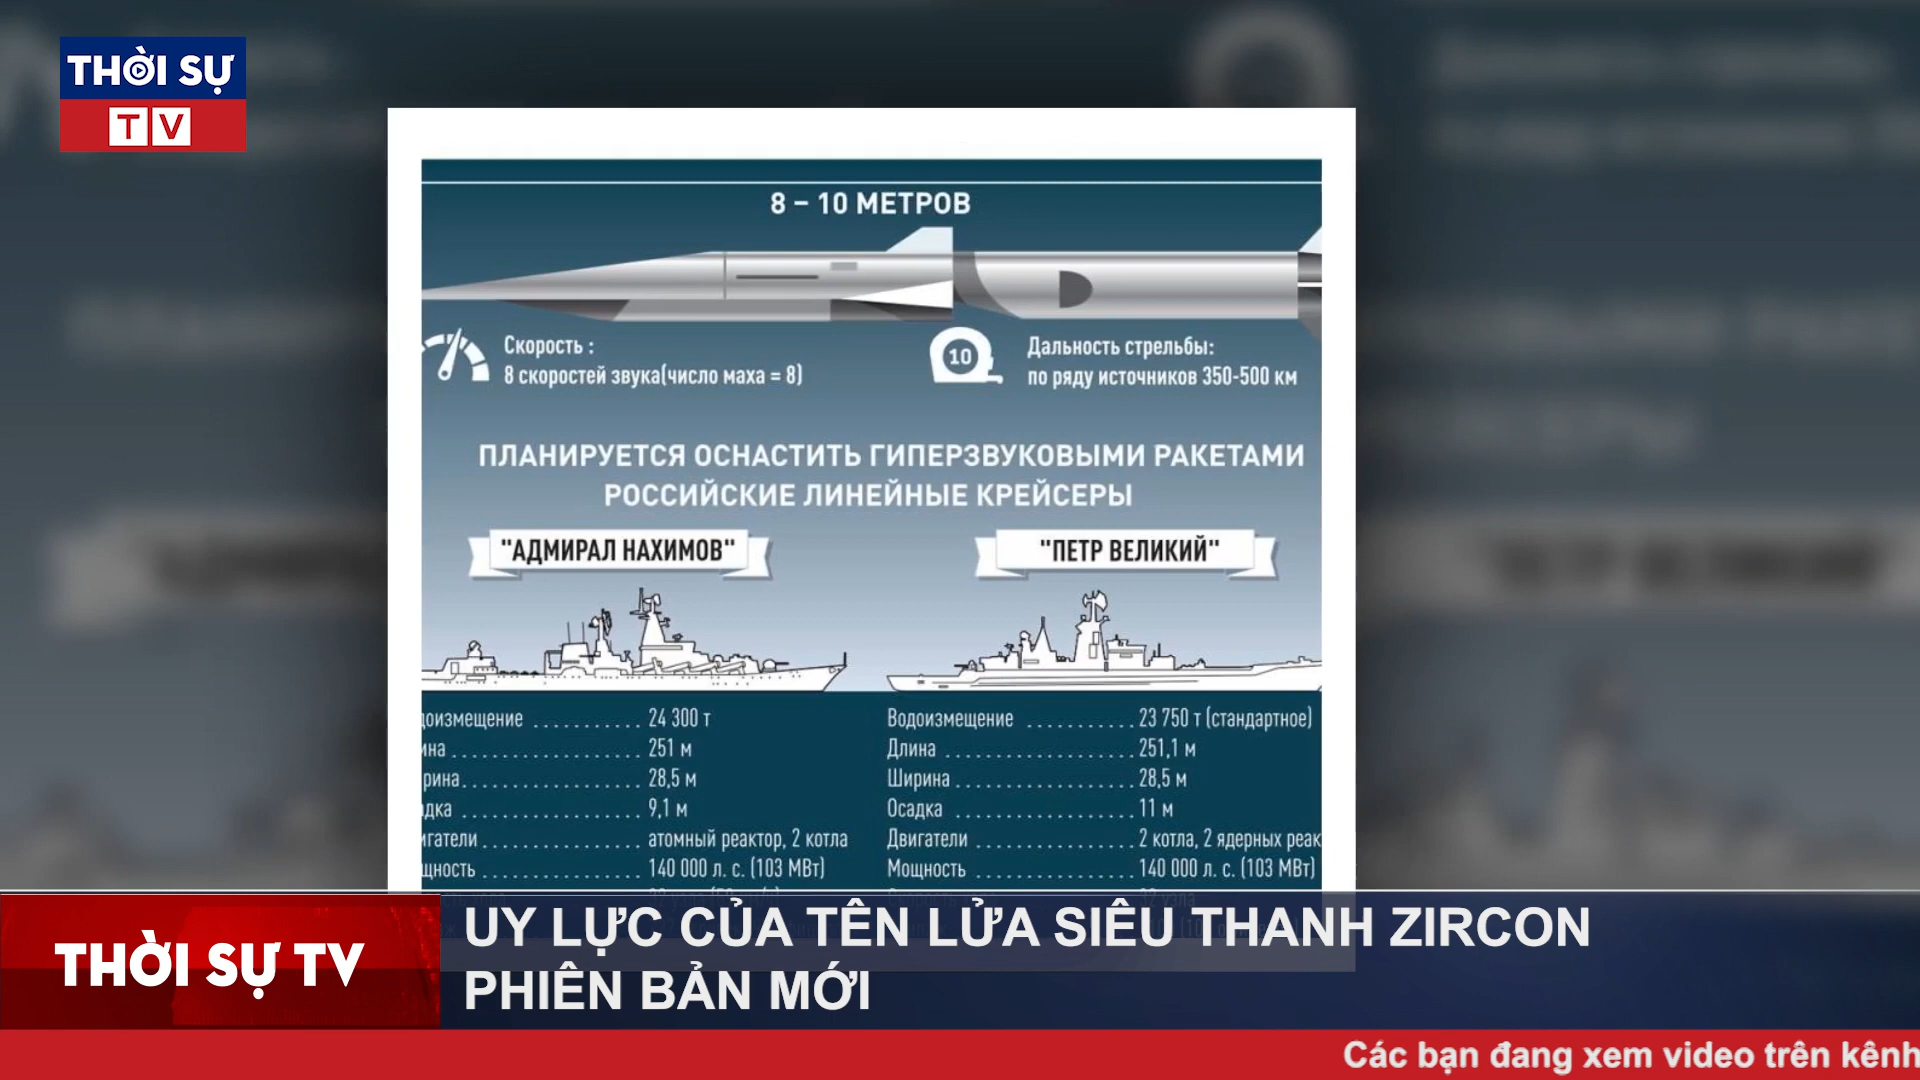 THỜI SỰ
TV
8 – 10 МЕТРОВ
Скорость :
8 скоростей звука(число маха = 8)
10
Дальность стрельбы:
по ряду источников 350-500 км
ПЛАНИРУЕТСЯ ОСНАСТИТЬ ГИПЕРЗВУКОВЫМИ РАКЕТАМИ
РОССИЙСКИЕ ЛИНЕЙНЫЕ КРЕЙСЕРЫ
"АДМИРАЛ НАХИМОВ"
"ПЕТР ВЕЛИКИЙ"
доизмещение ........... 24 300 т
ина ................... 251 м
рина .................. 28,5 м
дка ................... 9,1 м
игатели ............... атомный реактор, 2 котла
щность ................ 140 000 л. с. (103 МВт)
Водоизмещение ........... 23 750 т (стандартное)
Длина ................... 251,1 м
Ширина .................. 28,5 м
Осадка .................. 11 м
Двигатели ............... 2 котла, 2 ядерных реак
Мощность ................ 140 000 л. с. (103 МВт)
32 узла
THỜI SỰ TV
UY LỰC CỦA TÊN LỬA SIÊU THANH ZIRCON
PHIÊN BẢN MỚI
Các bạn đang xem video trên kênh